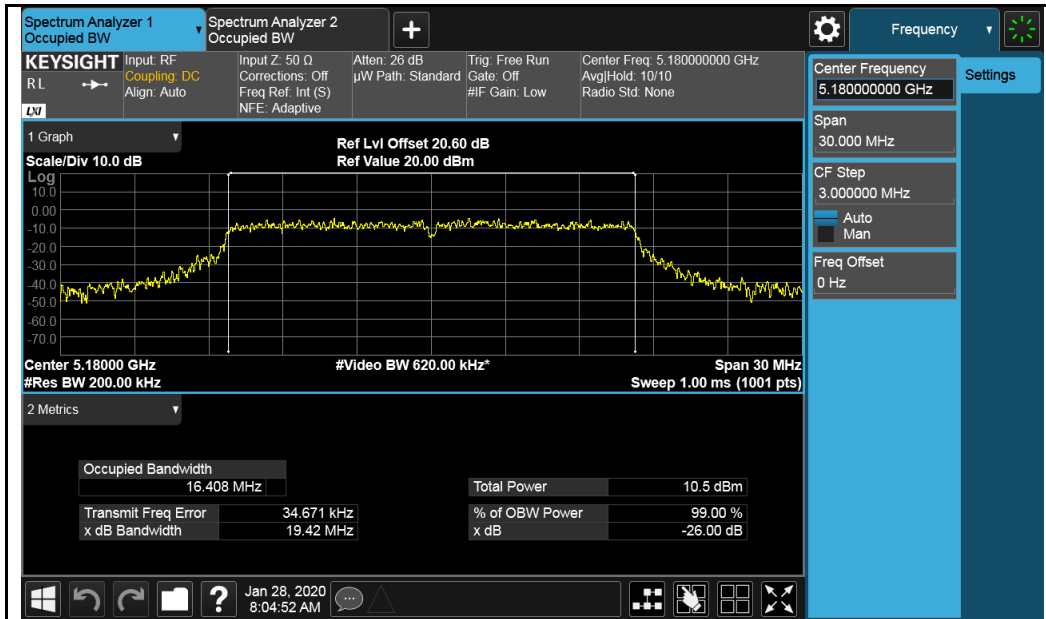 Spectrum Analyzer 1
Occupied BW
Spectrum Analyzer 2
Occupied BW
Frequency
KEYSIGHT
R L
LXI
Input: RF
Coupling: DC
Align: Auto
Input Z: 50 Ω
Corrections: Off
Freq Ref: Int (S)
NFE: Adaptive
Atten: 26 dB
µW Path: Standard
Trig: Free Run
Gate: Off
#IF Gain: Low
Center Freq: 5.180000000 GHz
Avg|Hold: 10/10
Radio Std: None
Center Frequency
5.180000000 GHz
Settings
Span
30.000 MHz
CF Step
3.000000 MHz
Auto
Man
Freq Offset
0 Hz
1 Graph
Scale/Div 10.0 dB
Ref Lvl Offset 20.60 dB
Ref Value 20.00 dBm
Log
10.0
0.00
-10.0
-20.0
-30.0
-40.0
-50.0
-60.0
-70.0
Center 5.18000 GHz
#Video BW 620.00 kHz*
Span 30 MHz
#Res BW 200.00 kHz
Sweep 1.00 ms (1001 pts)
2 Metrics
Occupied Bandwidth
16.408 MHz
Total Power 10.5 dBm
Transmit Freq Error 34.671 kHz
% of OBW Power 99.00 %
x dB Bandwidth 19.42 MHz
x dB -26.00 dB
Jan 28, 2020
8:04:52 AM